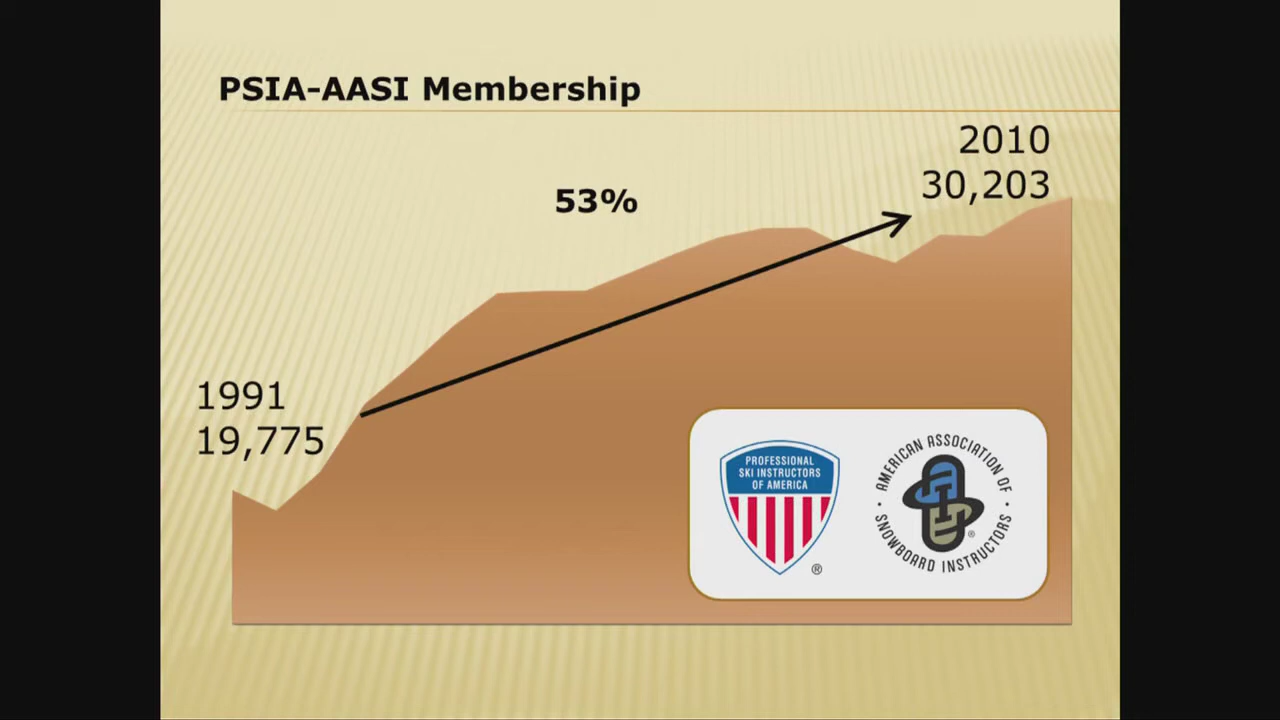 PSIA-AASI Membership
2010
30,203
53%
1991
19,775
PROFESSIONAL
SKI INSTRUCTORS
OF AMERICA
®
AMERICAN ASSOCIATION OF
SNOWBOARD INSTRUCTORS
®